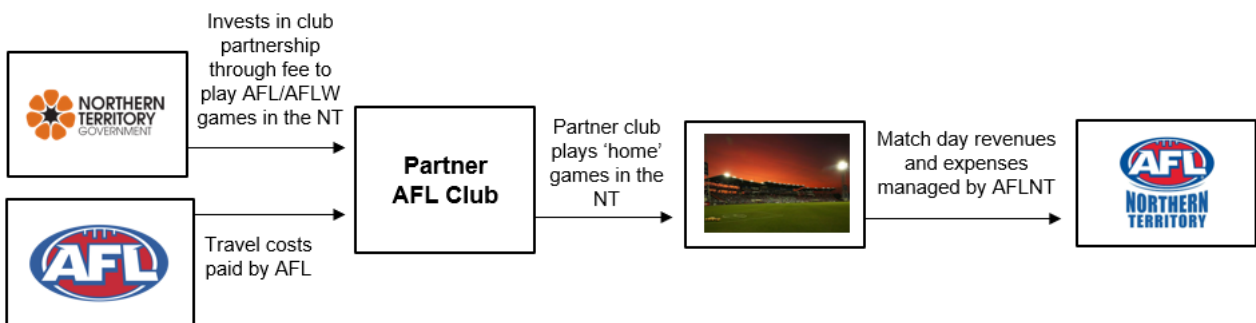 Invests in club
partnership
through fee to
play AFL/AFLW
games in the NT
NORTHERN
TERRITORY
GOVERNMENT
AFL
Travel costs
paid by AFL
Partner
AFL Club
Partner club
plays ‘home’
games in the
NT
Match day revenues
and expenses
managed by AFLNT
AFL
NORTHERN
TERRITORY